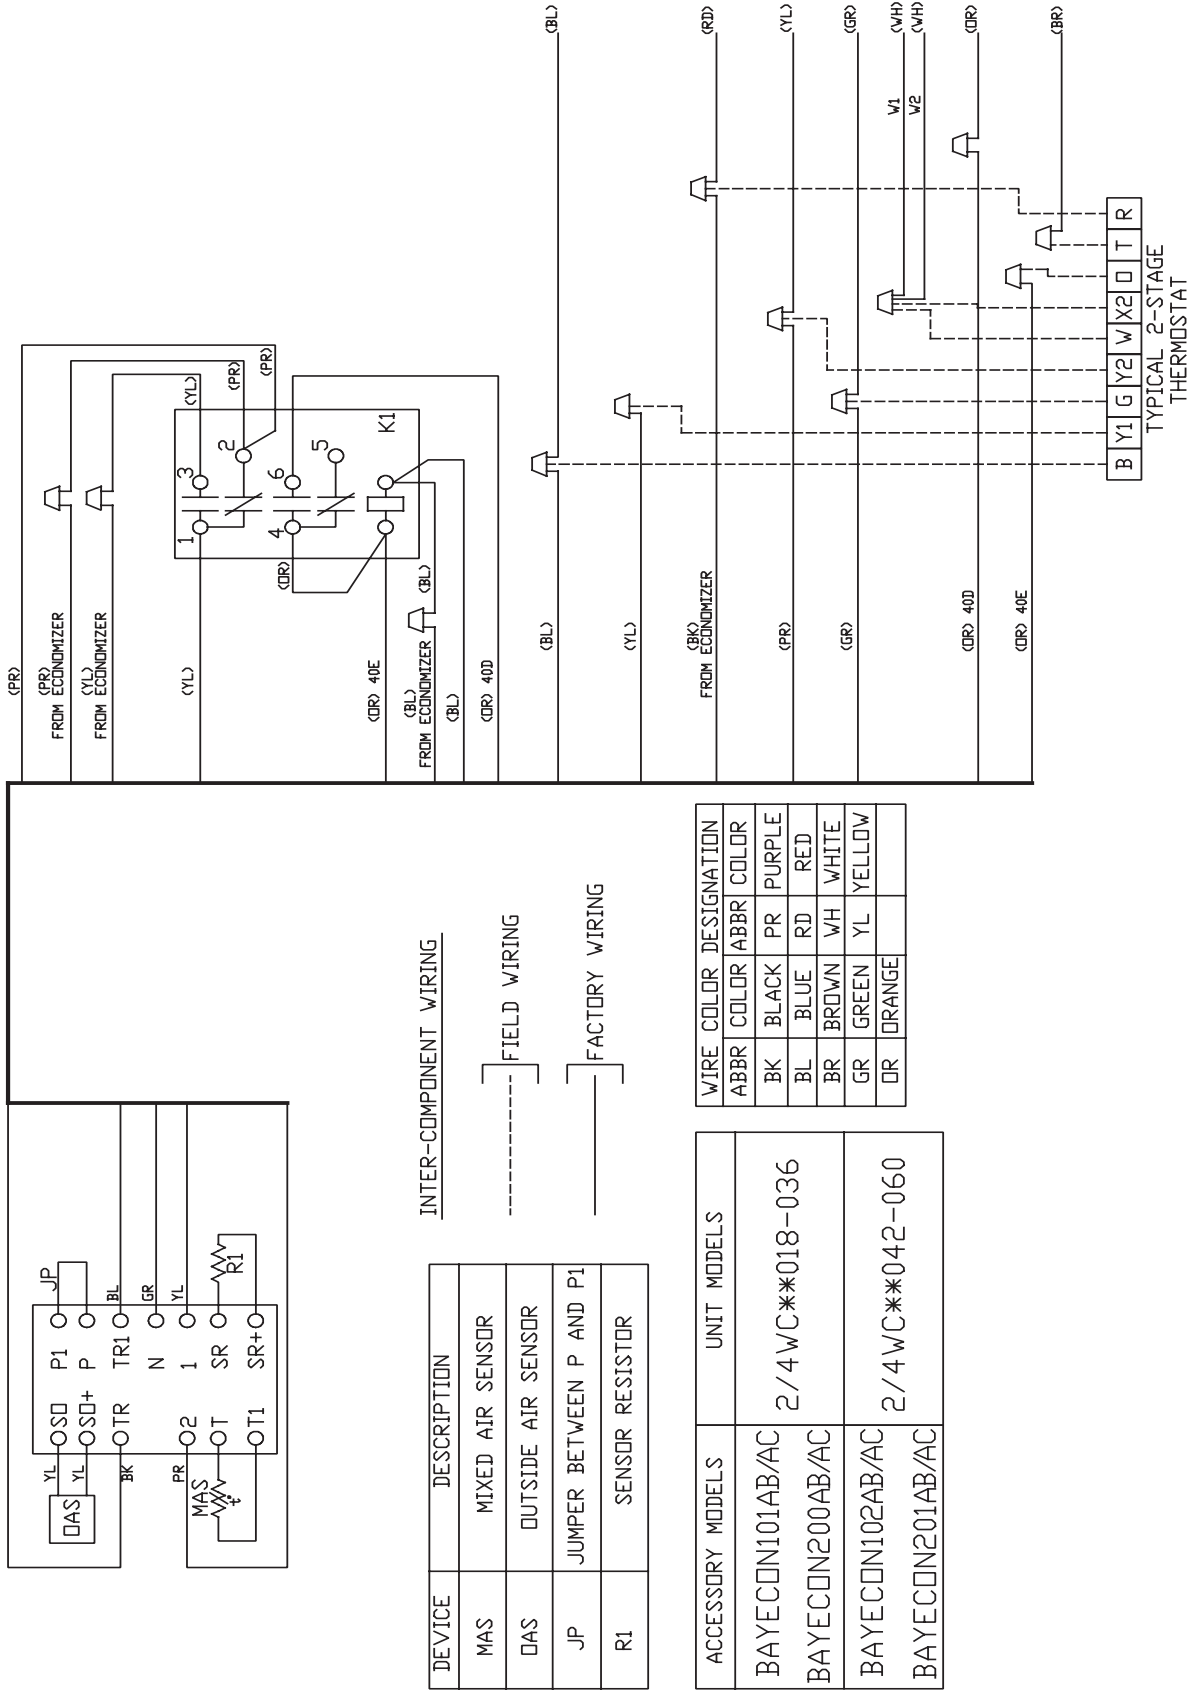 JP
YL
SO
P1
YL
SO+
P
BK
TR
TR1
BL
N
GR
PR
2
1
YL
MAS
T
SR
R1
T1
SR+
OAS
t°
(PR)
(PR)
FROM ECONOMIZER
(YL)
FROM ECONOMIZER
(YL)
(OR) 40E
(BL)
FROM ECONOMIZER
(BL)
(BL)
(OR) 40D
(OR)
1
3
2
4
6
5
K1
(YL)
(PR)
(PR)
(BL)
(YL)
(BK)
FROM ECONOMIZER
(PR)
(GR)
(OR) 40D
(OR) 40E
(BL)
(RD)
(YL)
(GR)
(WH)
(WH)
W1
W2
(OR)
(BR)
B
Y1
G
Y2
W
X2
O
T
R
TYPICAL 2-STAGE
THERMOSTAT
INTER-COMPONENT WIRING
FIELD WIRING
FACTORY WIRING
DEVICE DESCRIPTION
MAS MIXED AIR SENSOR
OAS OUTSIDE AIR SENSOR
JP JUMPER BETWEEN P AND P1
R1 SENSOR RESISTOR
WIRE COLOR DESIGNATION
ABBR COLOR ABBR COLOR
BK BLACK PR PURPLE
BL BLUE RD RED
BR BROWN WH WHITE
GR GREEN YL YELLOW
OR ORANGE
ACCESSORY MODELS UNIT MODELS
BAYECON101AB/AC
2/4WC**018-036
BAYECON200AB/AC
BAYECON102AB/AC
2/4WC**042-060
BAYECON201AB/AC